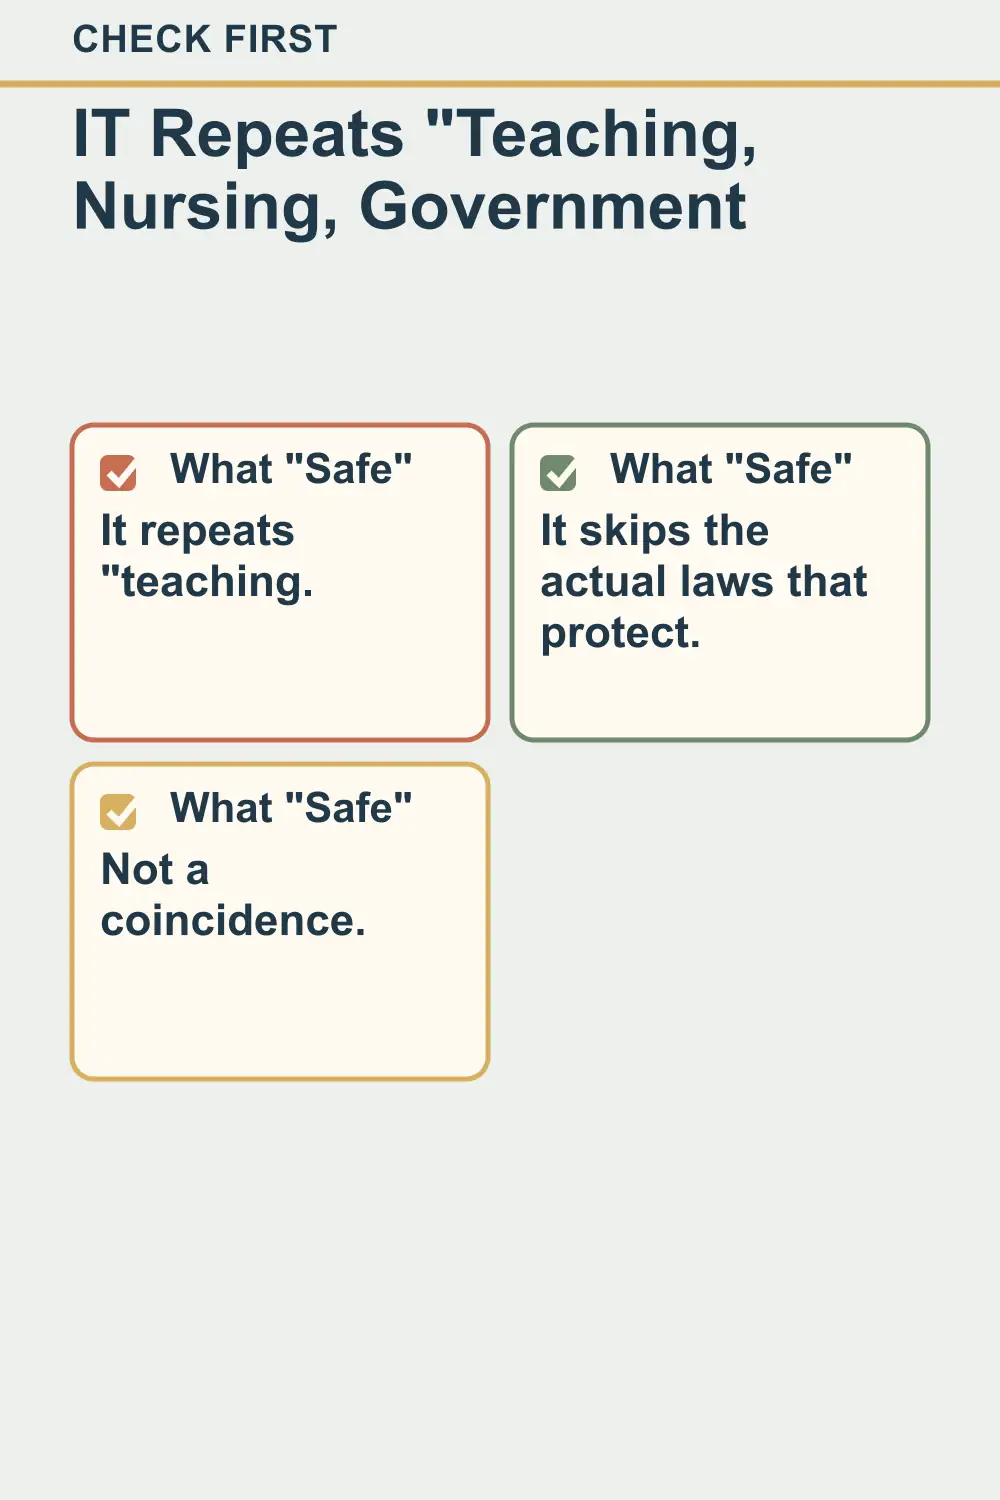 CHECK FIRST
IT Repeats "Teaching,
Nursing, Government
What "Safe"
It repeats
"teaching.
What "Safe"
It skips the
actual laws that
protect.
What "Safe"
Not a
coincidence.